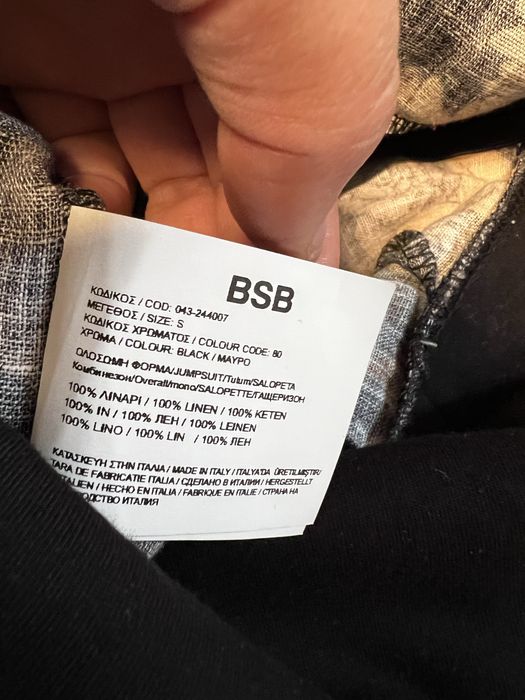 BSB
ΚΩΔΙΚΟΣ / COD: 043-244007
ΜΕΓΕΘΟΣ / SIZE: S
ΚΩΔΙΚΟΣ ΧΡΩΜΑΤΟΣ / COLOUR CODE: 80
ΧΡΩΜΑ / COLOUR: BLACK / ΜΑΥΡΟ
ΟΛΟΣΩΜΗ ΦΟΡΜΑ/JUMPSUIT/Tulum/SALOPETA
Комбинезон/Overall/mono/SALOPETTE/ГАЩЕРИЗОН
100% ΛΙΝΑΡΙ / 100% LINEN / 100% KETEN
100% IN / 100% ЛЕН / 100% LEINEN
100% LINO / 100% LIN / 100% ЛЕН
ΚΑΤΑΣΚΕΥΗ ΣΤΗΝ ΙΤΑΛΙΑ / MADE IN ITALY / ITALYA'DA ÜRETILMIŞTIR/
TARA DE FABRICATIE ITALIA / СДЕЛАНО В ИТАЛИИ / HERGESTELLT
ITALIEN / HECHO EN ITALIA / FABRIQUE EN ITALIE / СТРАНА НА
ОДСТВО ИТАЛИЯ